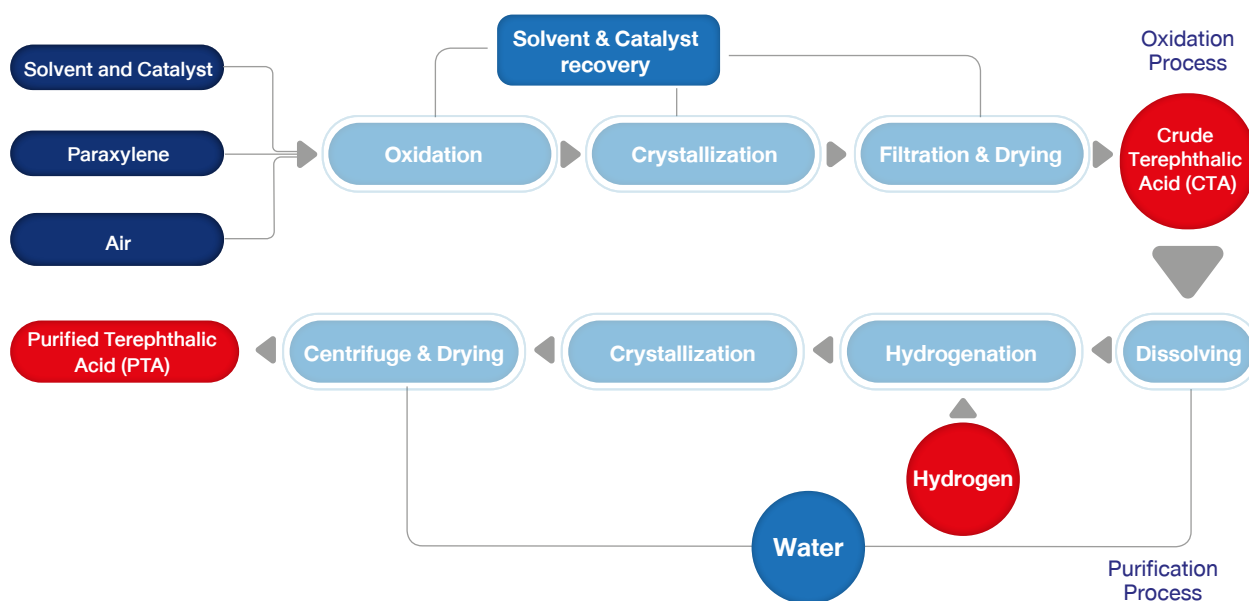 Solvent & Catalyst
recovery
Oxidation
Process
Solvent and Catalyst
Paraxylene
Air
Oxidation
Crystallization
Filtration & Drying
Crude
Terephthalic
Acid (CTA)
Purified Terephthalic
Acid (PTA)
Centrifuge & Drying
Crystallization
Hydrogenation
Dissolving
Hydrogen
Water
Purification
Process